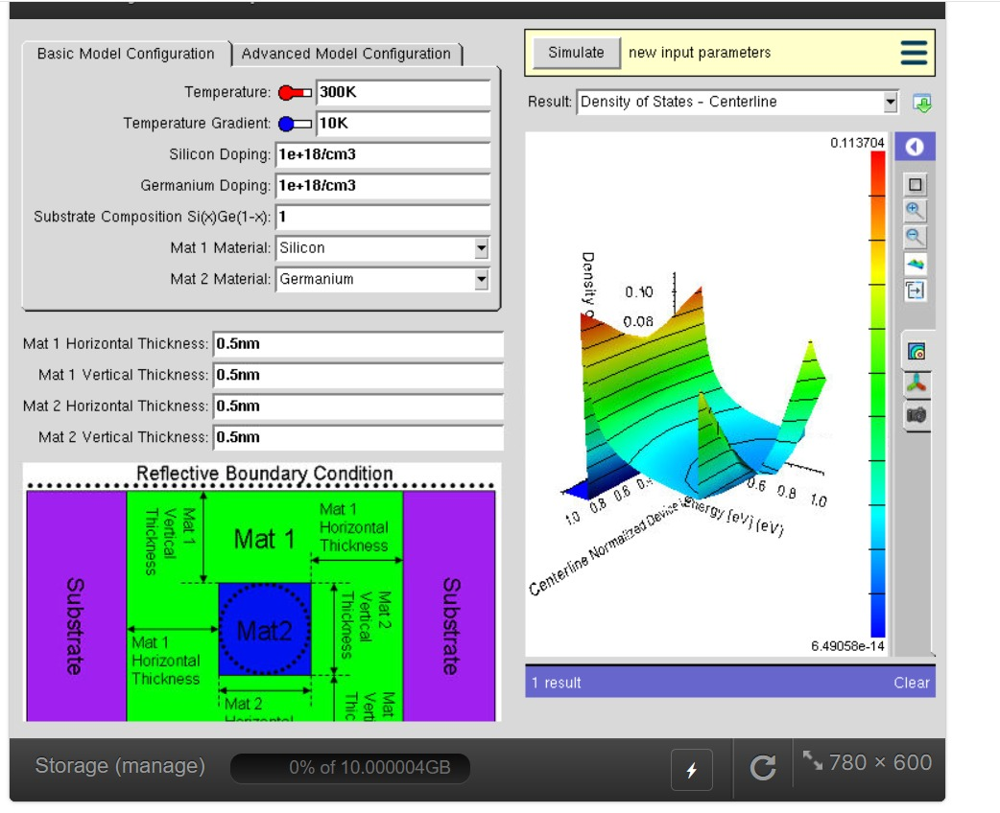 Basic Model Configuration
Advanced Model Configuration
Temperature: 300K
Temperature Gradient: 10K
Silicon Doping: 1e+18/cm3
Germanium Doping: 1e+18/cm3
Substrate Composition Si(x)Ge(1-x): 1
Mat 1 Material: Silicon
Mat 2 Material: Germanium
Mat 1 Horizontal Thickness: 0.5nm
Mat 1 Vertical Thickness: 0.5nm
Mat 2 Horizontal Thickness: 0.5nm
Mat 2 Vertical Thickness: 0.5nm
Reflective Boundary Condition
Substrate
Mat 1
Vertical
Thickness
Mat 1
Mat 1
Horizontal
Thickness
Mat2
Mat 2
Vertical
Thickness
Substrate
Mat 1
Horizontal
Thickness
Mat 2
Horizontal
Mat
Verti
Thic
Simulate
new input parameters
Result: Density of States - Centerline
0.113704
Density o
0.10
0.08
1.0 0.8 0.6
0.6 0.8 1.0
Energy [eV] (eV)
Centerline Normalized Device
6.49058e-14
1 result
Clear
Storage (manage)
0% of 10.000004GB
780 × 600